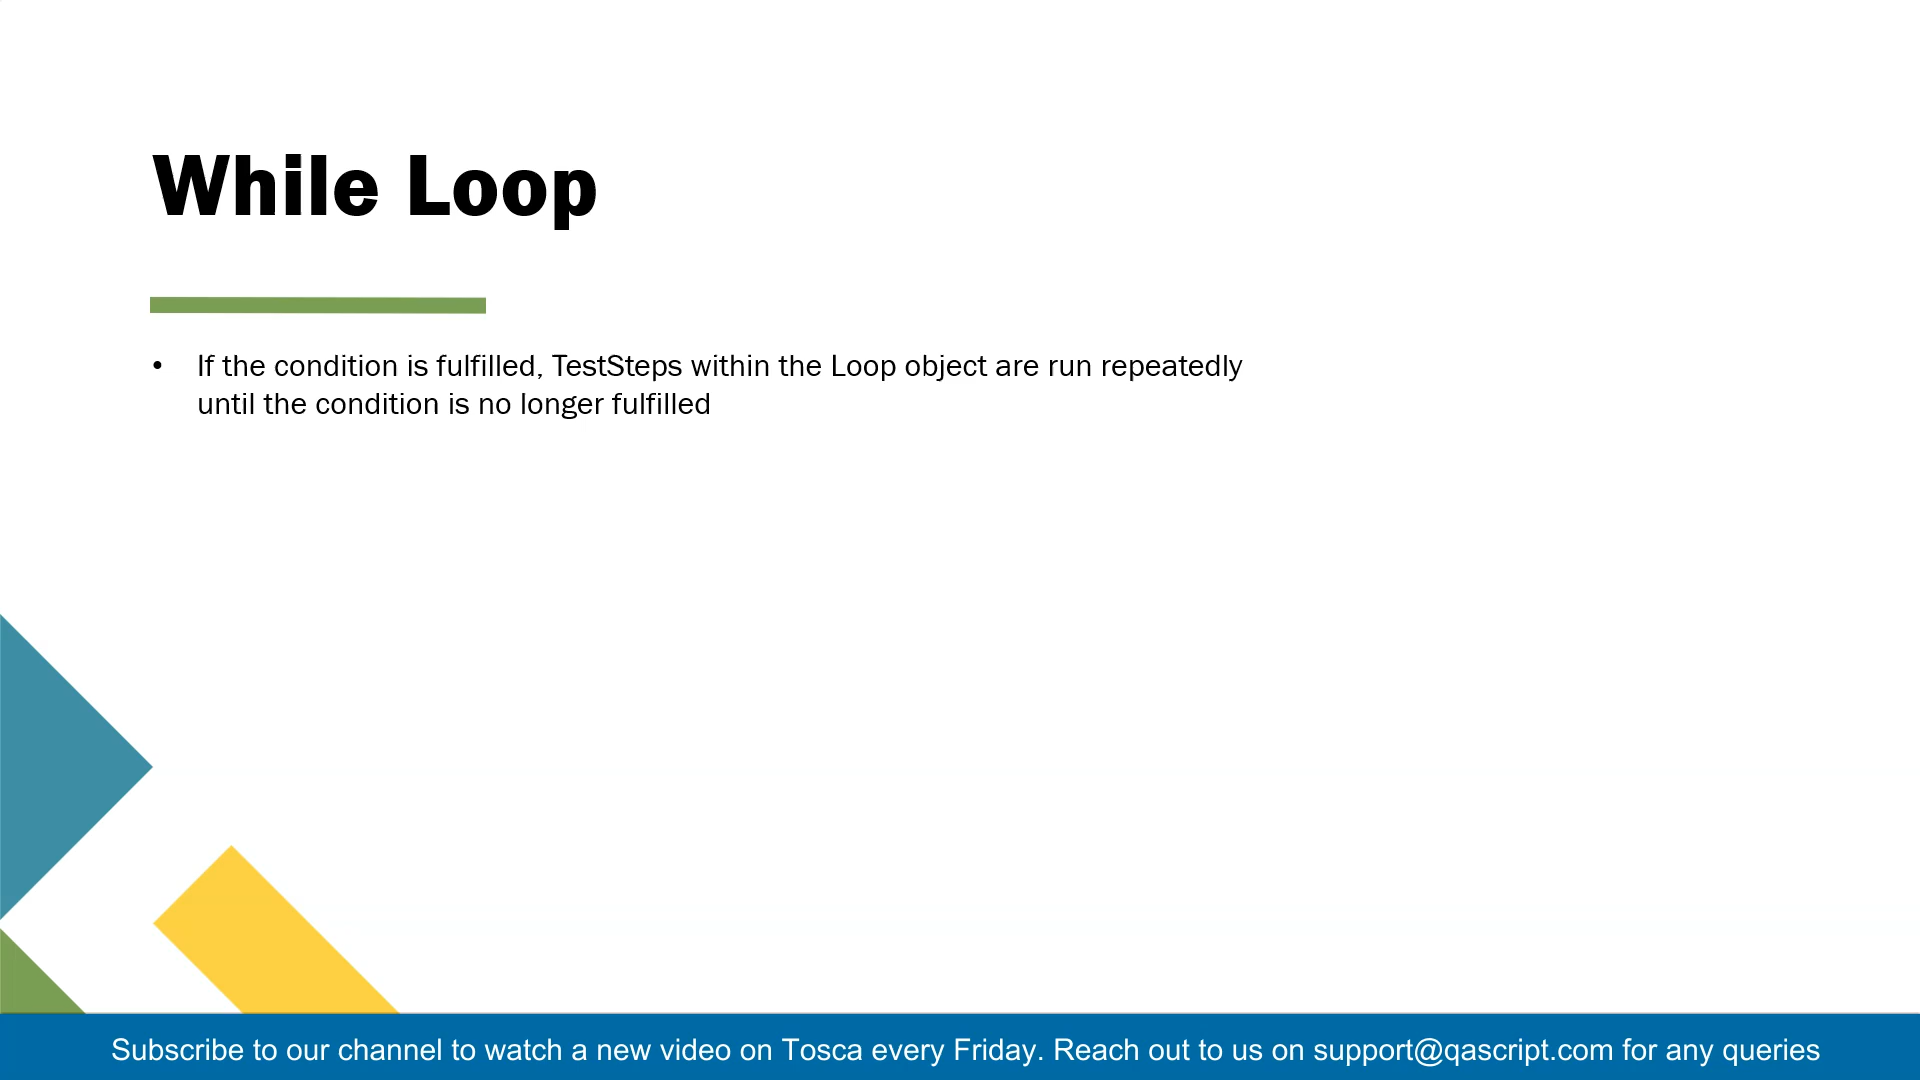 While Loop
• If the condition is fulfilled, TestSteps within the Loop object are run repeatedly
until the condition is no longer fulfilled
Subscribe to our channel to watch a new video on Tosca every Friday. Reach out to us on support@qascript.com for any queries